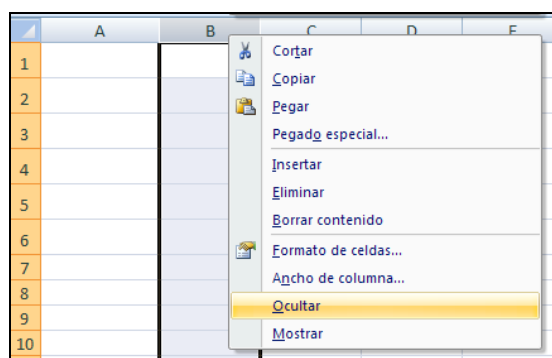 A B C D E
1
Cortar
Copiar
2
Pegar
3
Pegado especial...
4
Insertar
Eliminar
5
Borrar contenido
6
Formato de celdas...
7
Ancho de columna...
8
Ocultar
9
Mostrar
10